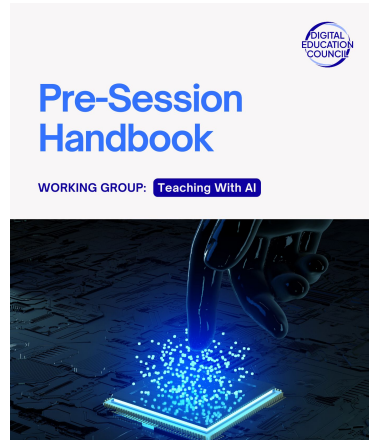 DIGITAL
EDUCATION
COUNCIL
Pre-Session
Handbook
WORKING GROUP: Teaching With AI